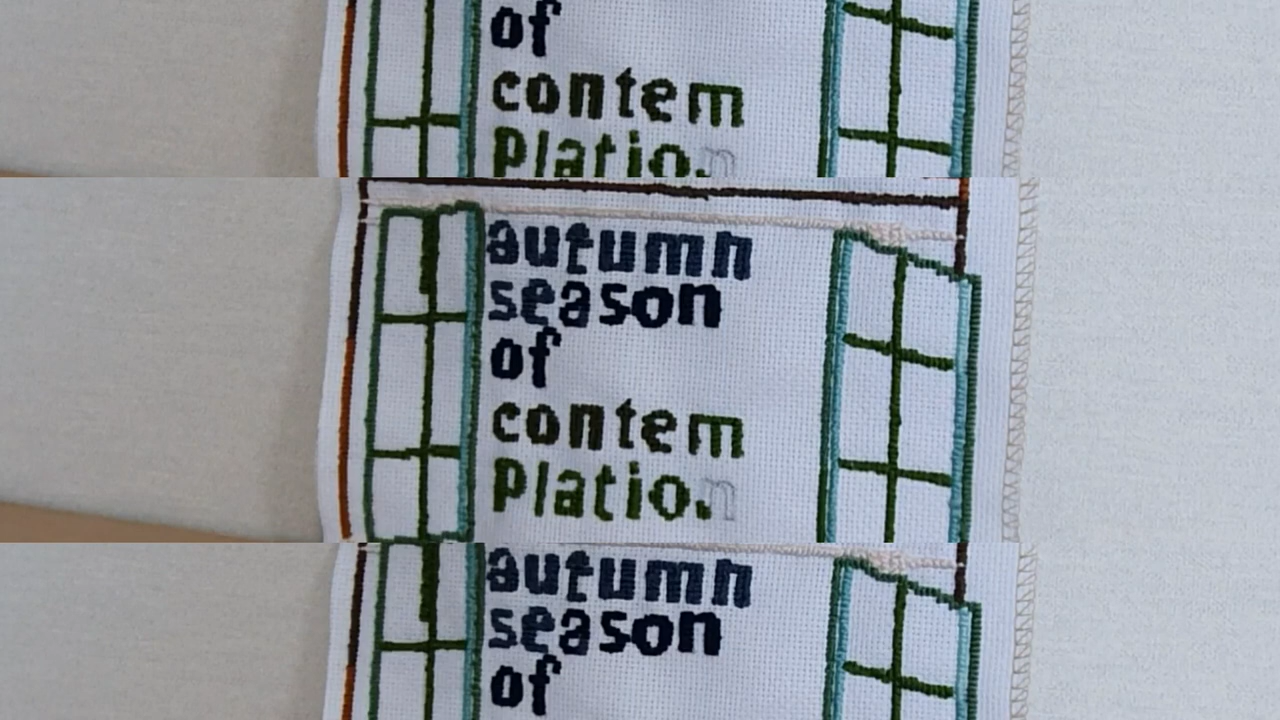 of
contem
Platio.n
autumn
season
of
contem
Platio.n
autumn
season
of